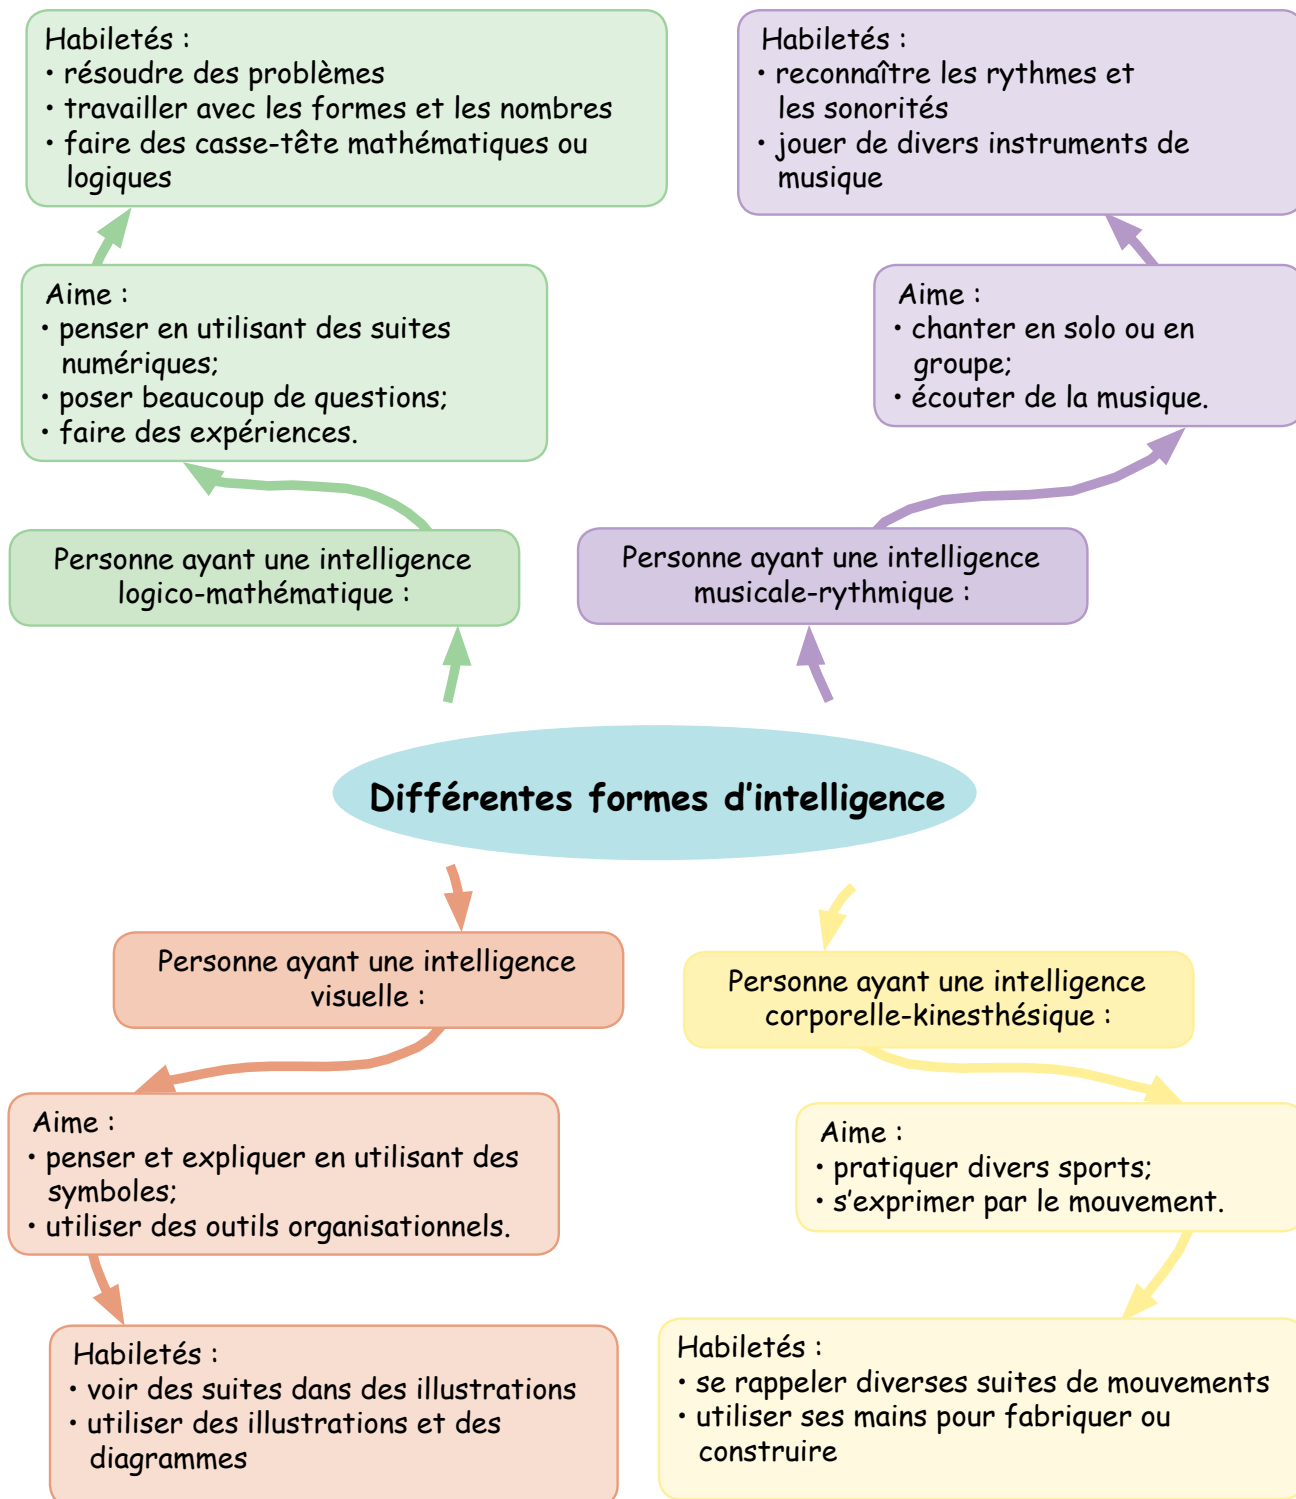 Habiletés :
• résoudre des problèmes
• travailler avec les formes et les nombres
• faire des casse-tête mathématiques ou
logiques
Habiletés :
• reconnaître les rythmes et
les sonorités
• jouer de divers instruments de
musique
Aime :
• penser en utilisant des suites
numériques;
• poser beaucoup de questions;
• faire des expériences.
Aime :
• chanter en solo ou en
groupe;
• écouter de la musique.
Personne ayant une intelligence
logico-mathématique :
Personne ayant une intelligence
musicale-rythmique :
Différentes formes d'intelligence
Personne ayant une intelligence
visuelle :
Personne ayant une intelligence
corporelle-kinesthésique :
Aime :
• penser et expliquer en utilisant des
symboles;
• utiliser des outils organisationnels.
Aime :
• pratiquer divers sports;
• s'exprimer par le mouvement.
Habiletés :
• voir des suites dans des illustrations
• utiliser des illustrations et des
diagrammes
Habiletés :
• se rappeler diverses suites de mouvements
• utiliser ses mains pour fabriquer ou
construire